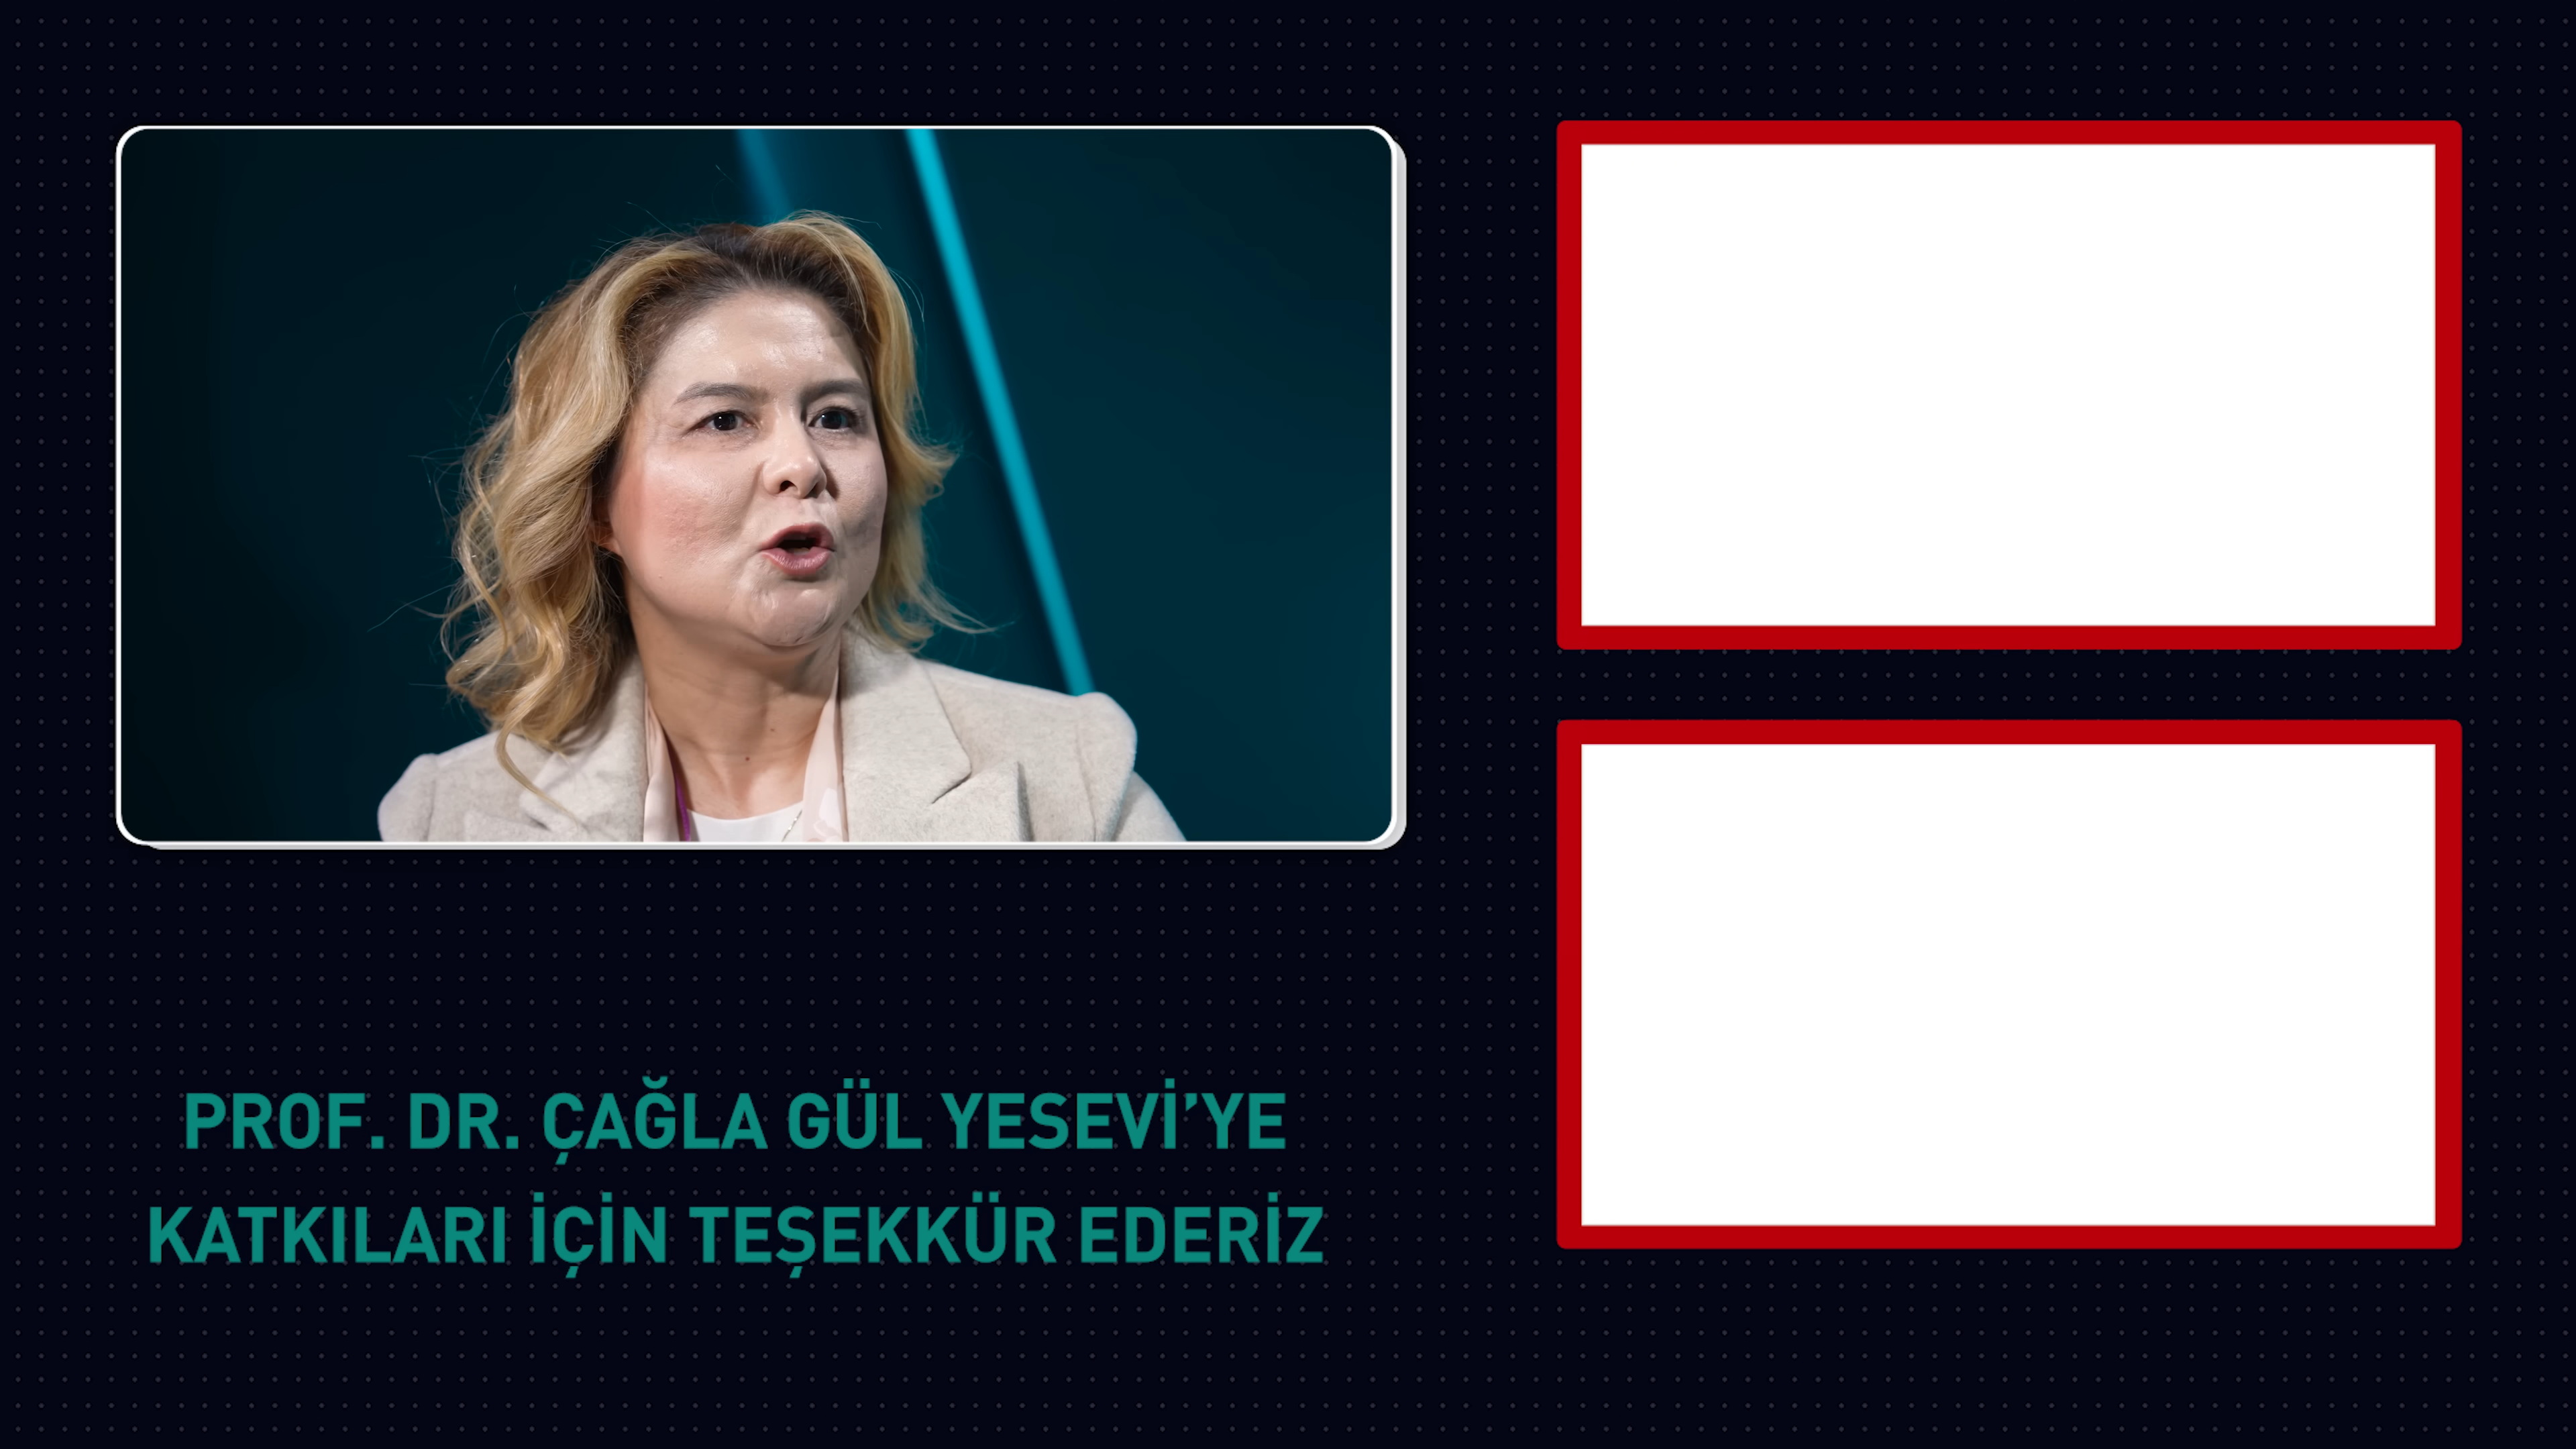 PROF. DR. ÇAĞLA GÜL YESEVİ’YE
KATKILARI İÇİN TEŞEKKÜR EDERİZ